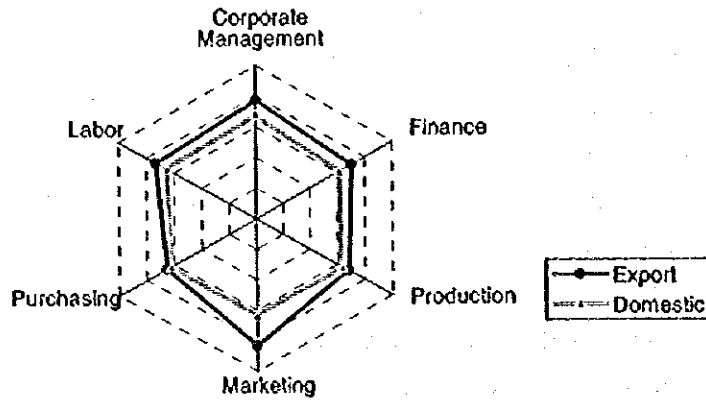 Corporate
Management
Labor
Finance
Purchasing
Production
Marketing
Export
Domestic